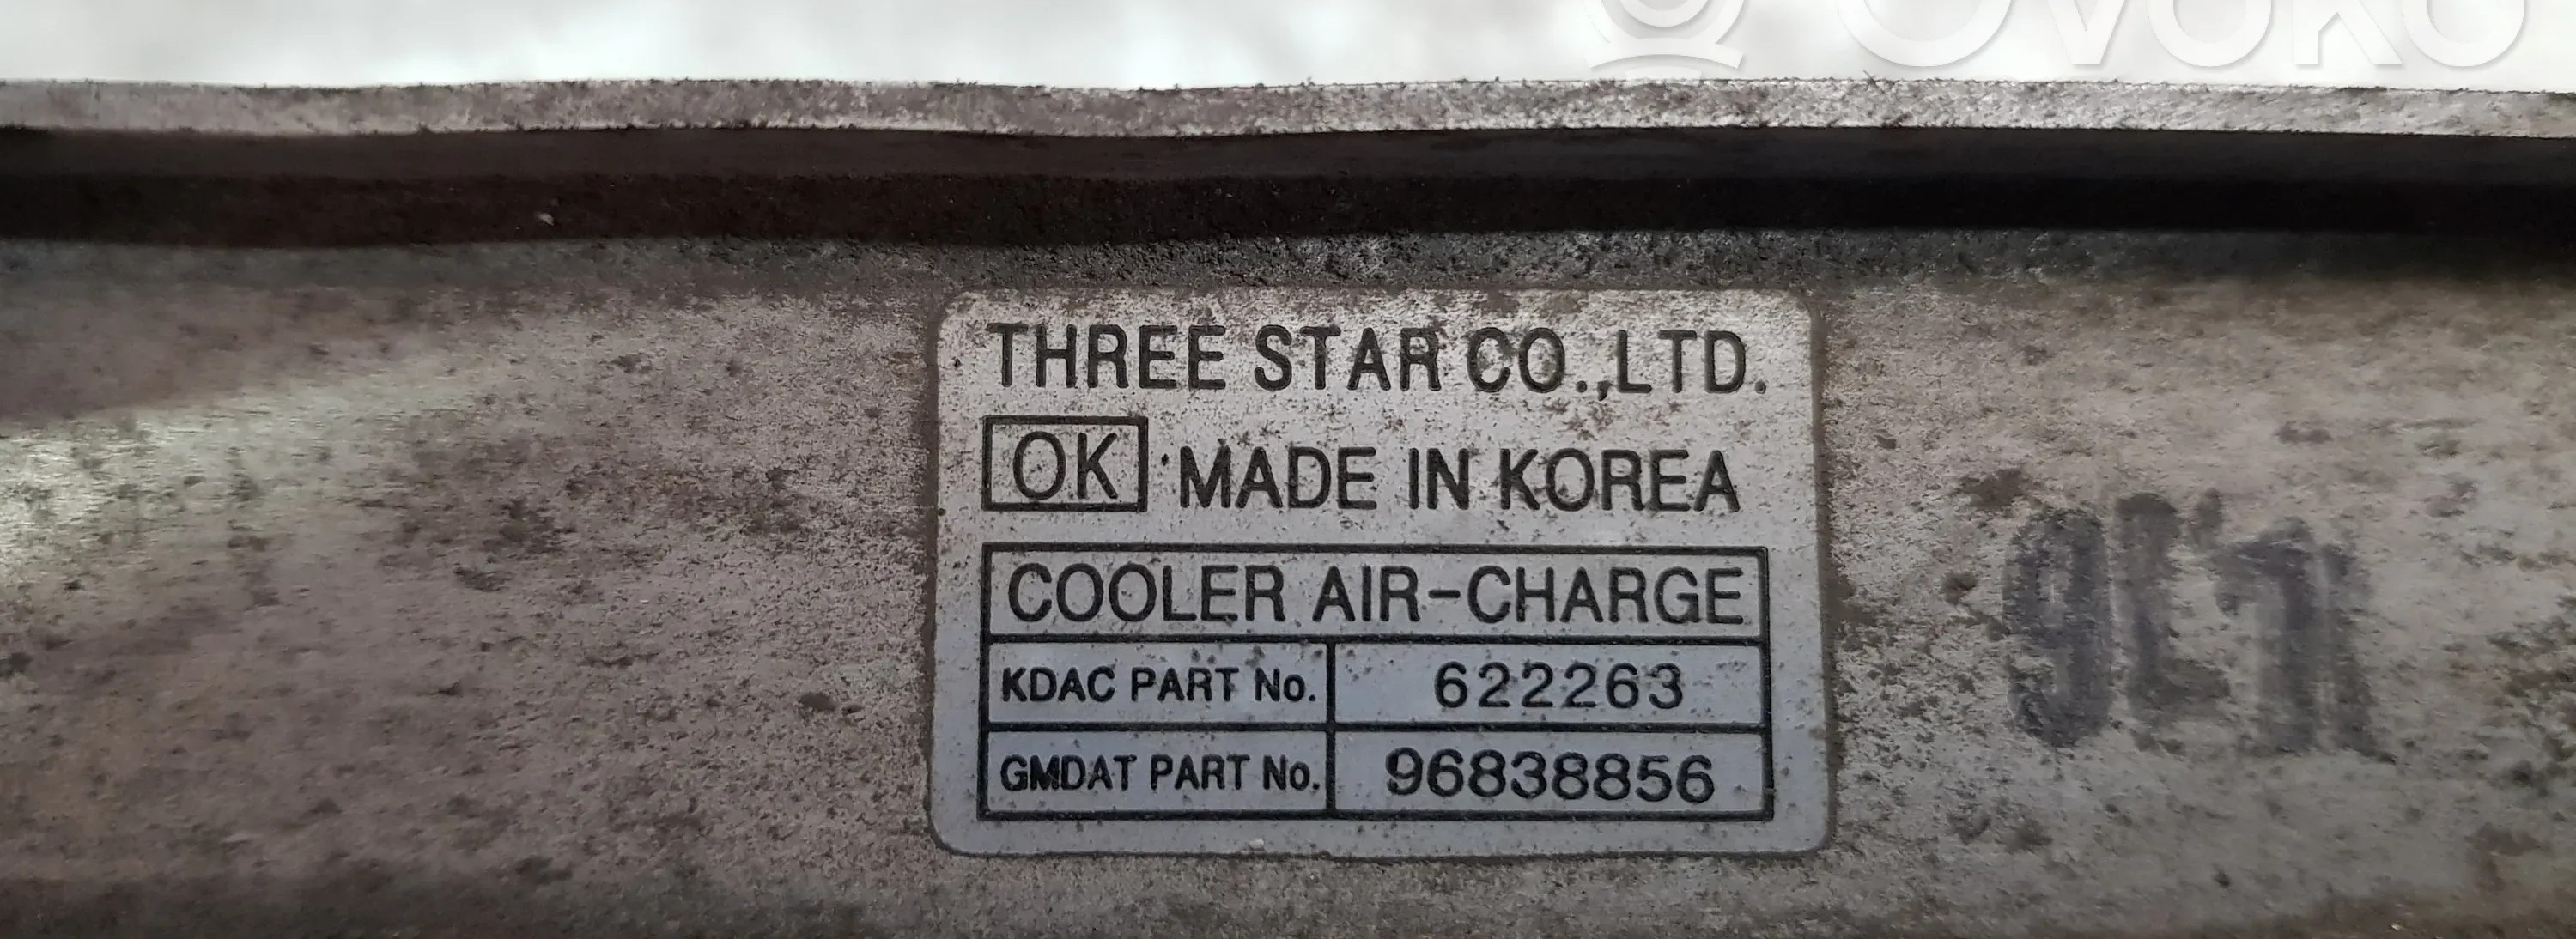 OVOKO
THREE STAR CO.,LTD.
OK MADE IN KOREA
COOLER AIR-CHARGE
KDAC PART No. 622263
GMDAT PART No. 96838856